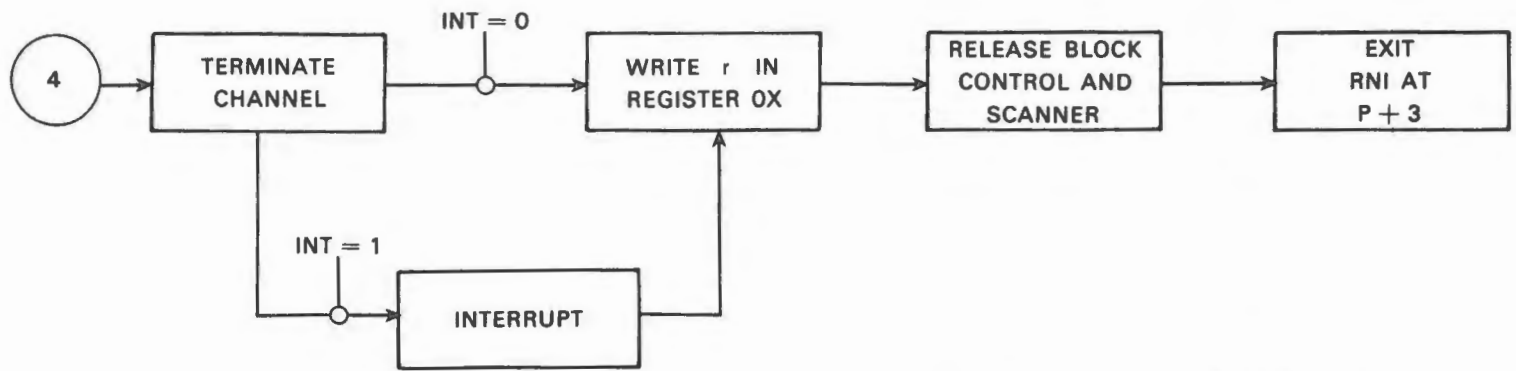 INT = 0
4
TERMINATE
CHANNEL
WRITE r IN
REGISTER 0X
RELEASE BLOCK
CONTROL AND
SCANNER
EXIT
RNI AT
P + 3
INT = 1
INTERRUPT